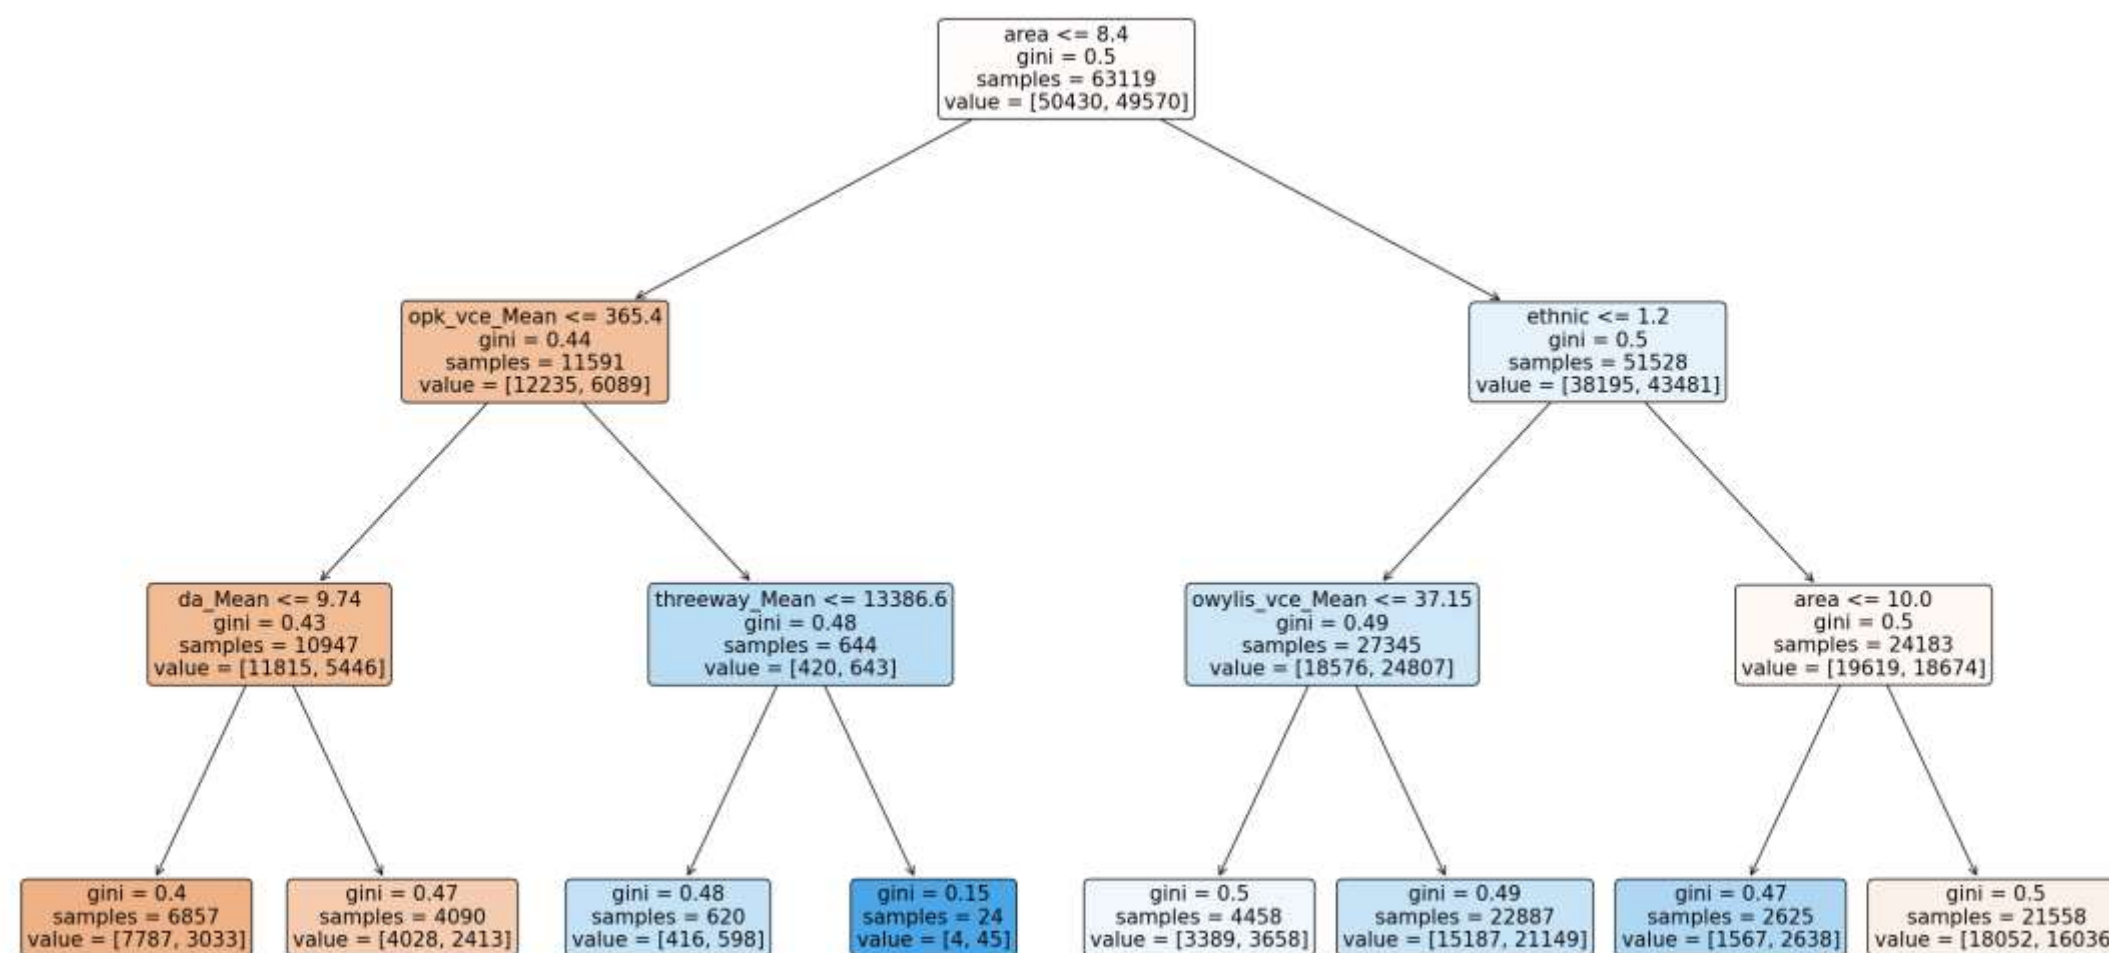 area <= 8.4
gini = 0.5
samples = 63119
value = [50430, 49570]
opk_vce_Mean <= 365.4
gini = 0.44
samples = 11591
value = [12235, 6089]
ethnic <= 1.2
gini = 0.5
samples = 51528
value = [38195, 43481]
da_Mean <= 9.74
gini = 0.43
samples = 10947
value = [11815, 5446]
threeway_Mean <= 13386.6
gini = 0.48
samples = 644
value = [420, 643]
owylis_vce_Mean <= 37.15
gini = 0.49
samples = 27345
value = [18576, 24807]
area <= 10.0
gini = 0.5
samples = 24183
value = [19619, 18674]
gini = 0.4
samples = 6857
value = [7787, 3033]
gini = 0.47
samples = 4090
value = [4028, 2413]
gini = 0.48
samples = 620
value = [416, 598]
gini = 0.15
samples = 24
value = [4, 45]
gini = 0.5
samples = 4458
value = [3389, 3658]
gini = 0.49
samples = 22887
value = [15187, 21149]
gini = 0.47
samples = 2625
value = [1567, 2638]
gini = 0.5
samples = 21558
value = [18052, 16036